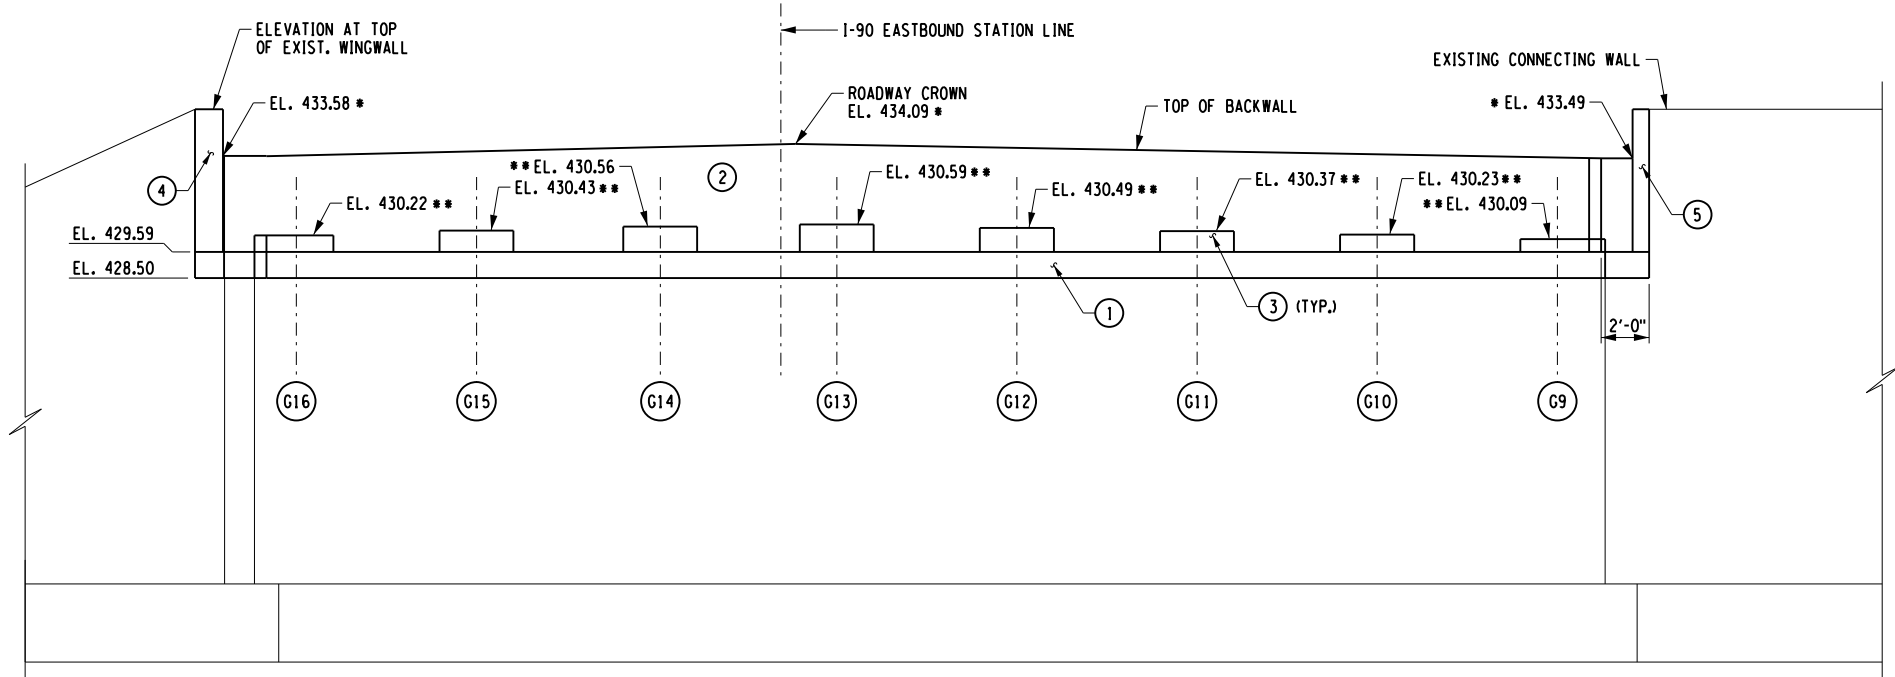 ELEVATION AT TOP
OF EXIST. WINGWALL
I-90 EASTBOUND STATION LINE
EXISTING CONNECTING WALL
EL. 433.58 *
ROADWAY CROWN
EL. 434.09 *
TOP OF BACKWALL
* EL. 433.49
4
** EL. 430.56
EL. 430.43 **
2
EL. 430.59 **
EL. 430.49 **
EL. 430.37 **
EL. 430.23 **
** EL. 430.09
5
EL. 430.22 **
EL. 429.59
EL. 428.50
1
3 (TYP.)
2'-0"
G16
G15
G14
G13
G12
G11
G10
G9